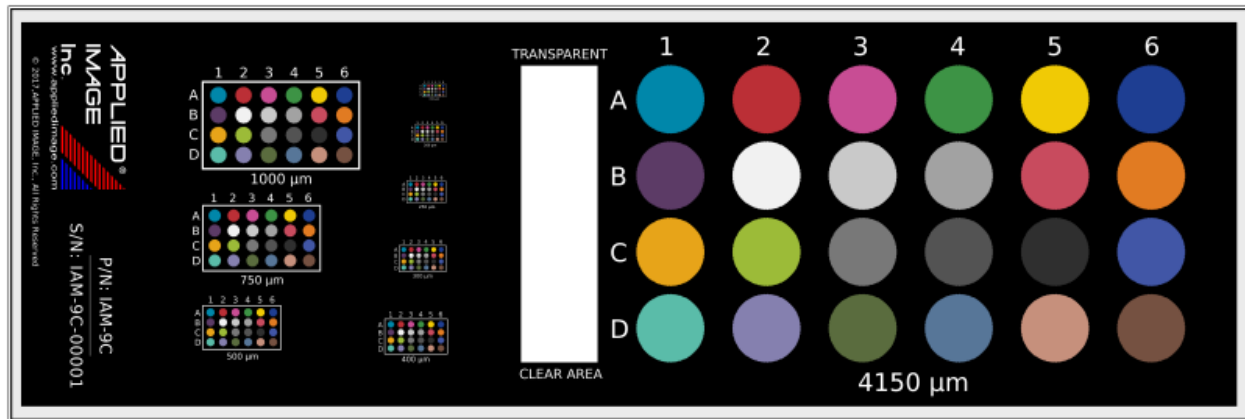 APPLIED®
IMAGE
Inc.
www.appliedimage.com
© 2017,APPLIED IMAGE, Inc., All Rights Reserved
P/N: IAM-9C
S/N: IAM-9C-00001
1 2 3 4 5 6
A
B
C
D
1000 µm
1 2 3 4 5 6
A
B
C
D
750 µm
1 2 3 4 5 6
A
B
C
D
500 µm
1 2 3 4 5 6
A
B
C
D
400 µm
TRANSPARENT
CLEAR AREA
1 2 3 4 5 6
A
B
C
D
4150 µm